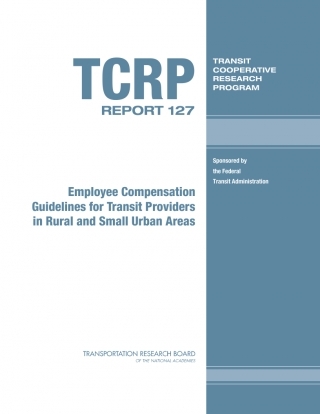 TCRP
REPORT 127
TRANSIT
COOPERATIVE
RESEARCH
PROGRAM
Sponsored by
the Federal
Transit Administration
Employee Compensation
Guidelines for Transit Providers
in Rural and Small Urban Areas
TRANSPORTATION RESEARCH BOARD
OF THE NATIONAL ACADEMIES